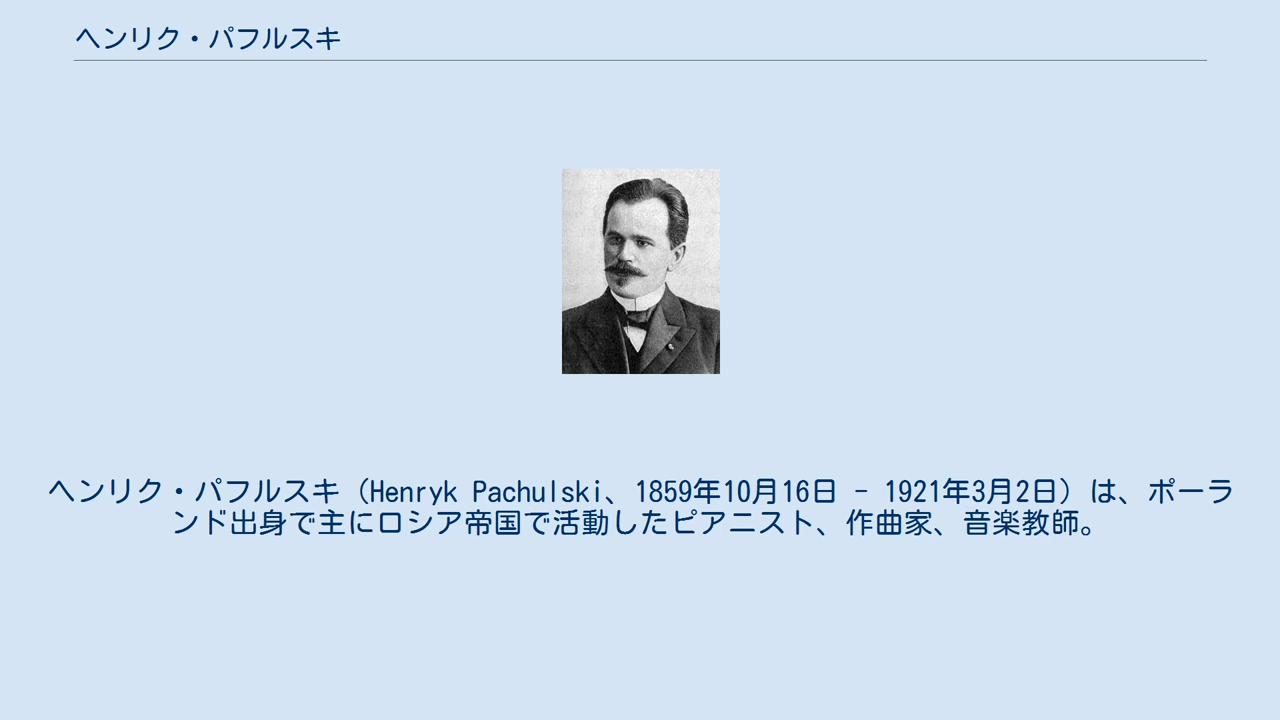 ヘンリク・パフルスキ
ヘンリク・パフルスキ（Henryk Pachulski、1859年10月16日 - 1921年3月2日）は、ポーラ
ンド出身で主にロシア帝国で活動したピアニスト、作曲家、音楽教師。